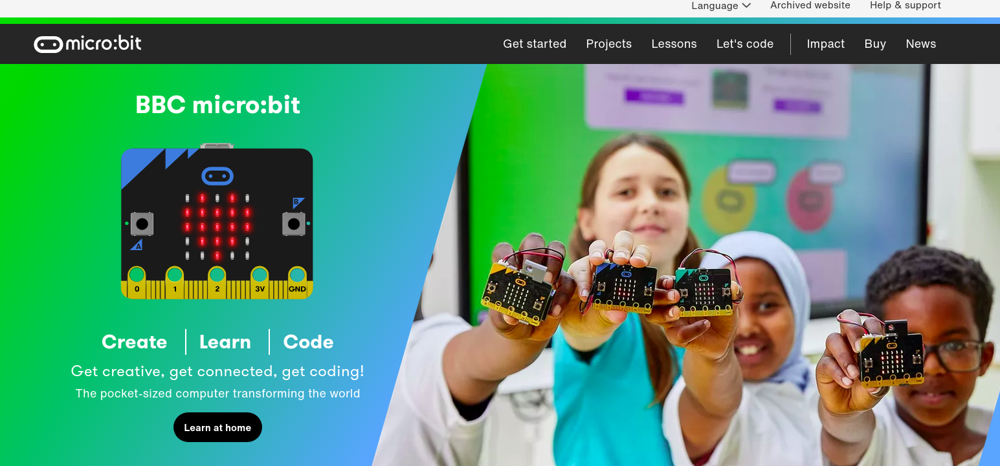 Language
Archived website
Help & support
micro:bit
Get started
Projects
Lessons
Let's code
Impact
Buy
News
BBC micro:bit
B
A
0 1 2 3V GND
Create
Learn
Code
Get creative, get connected, get coding!
The pocket-sized computer transforming the world
Learn at home